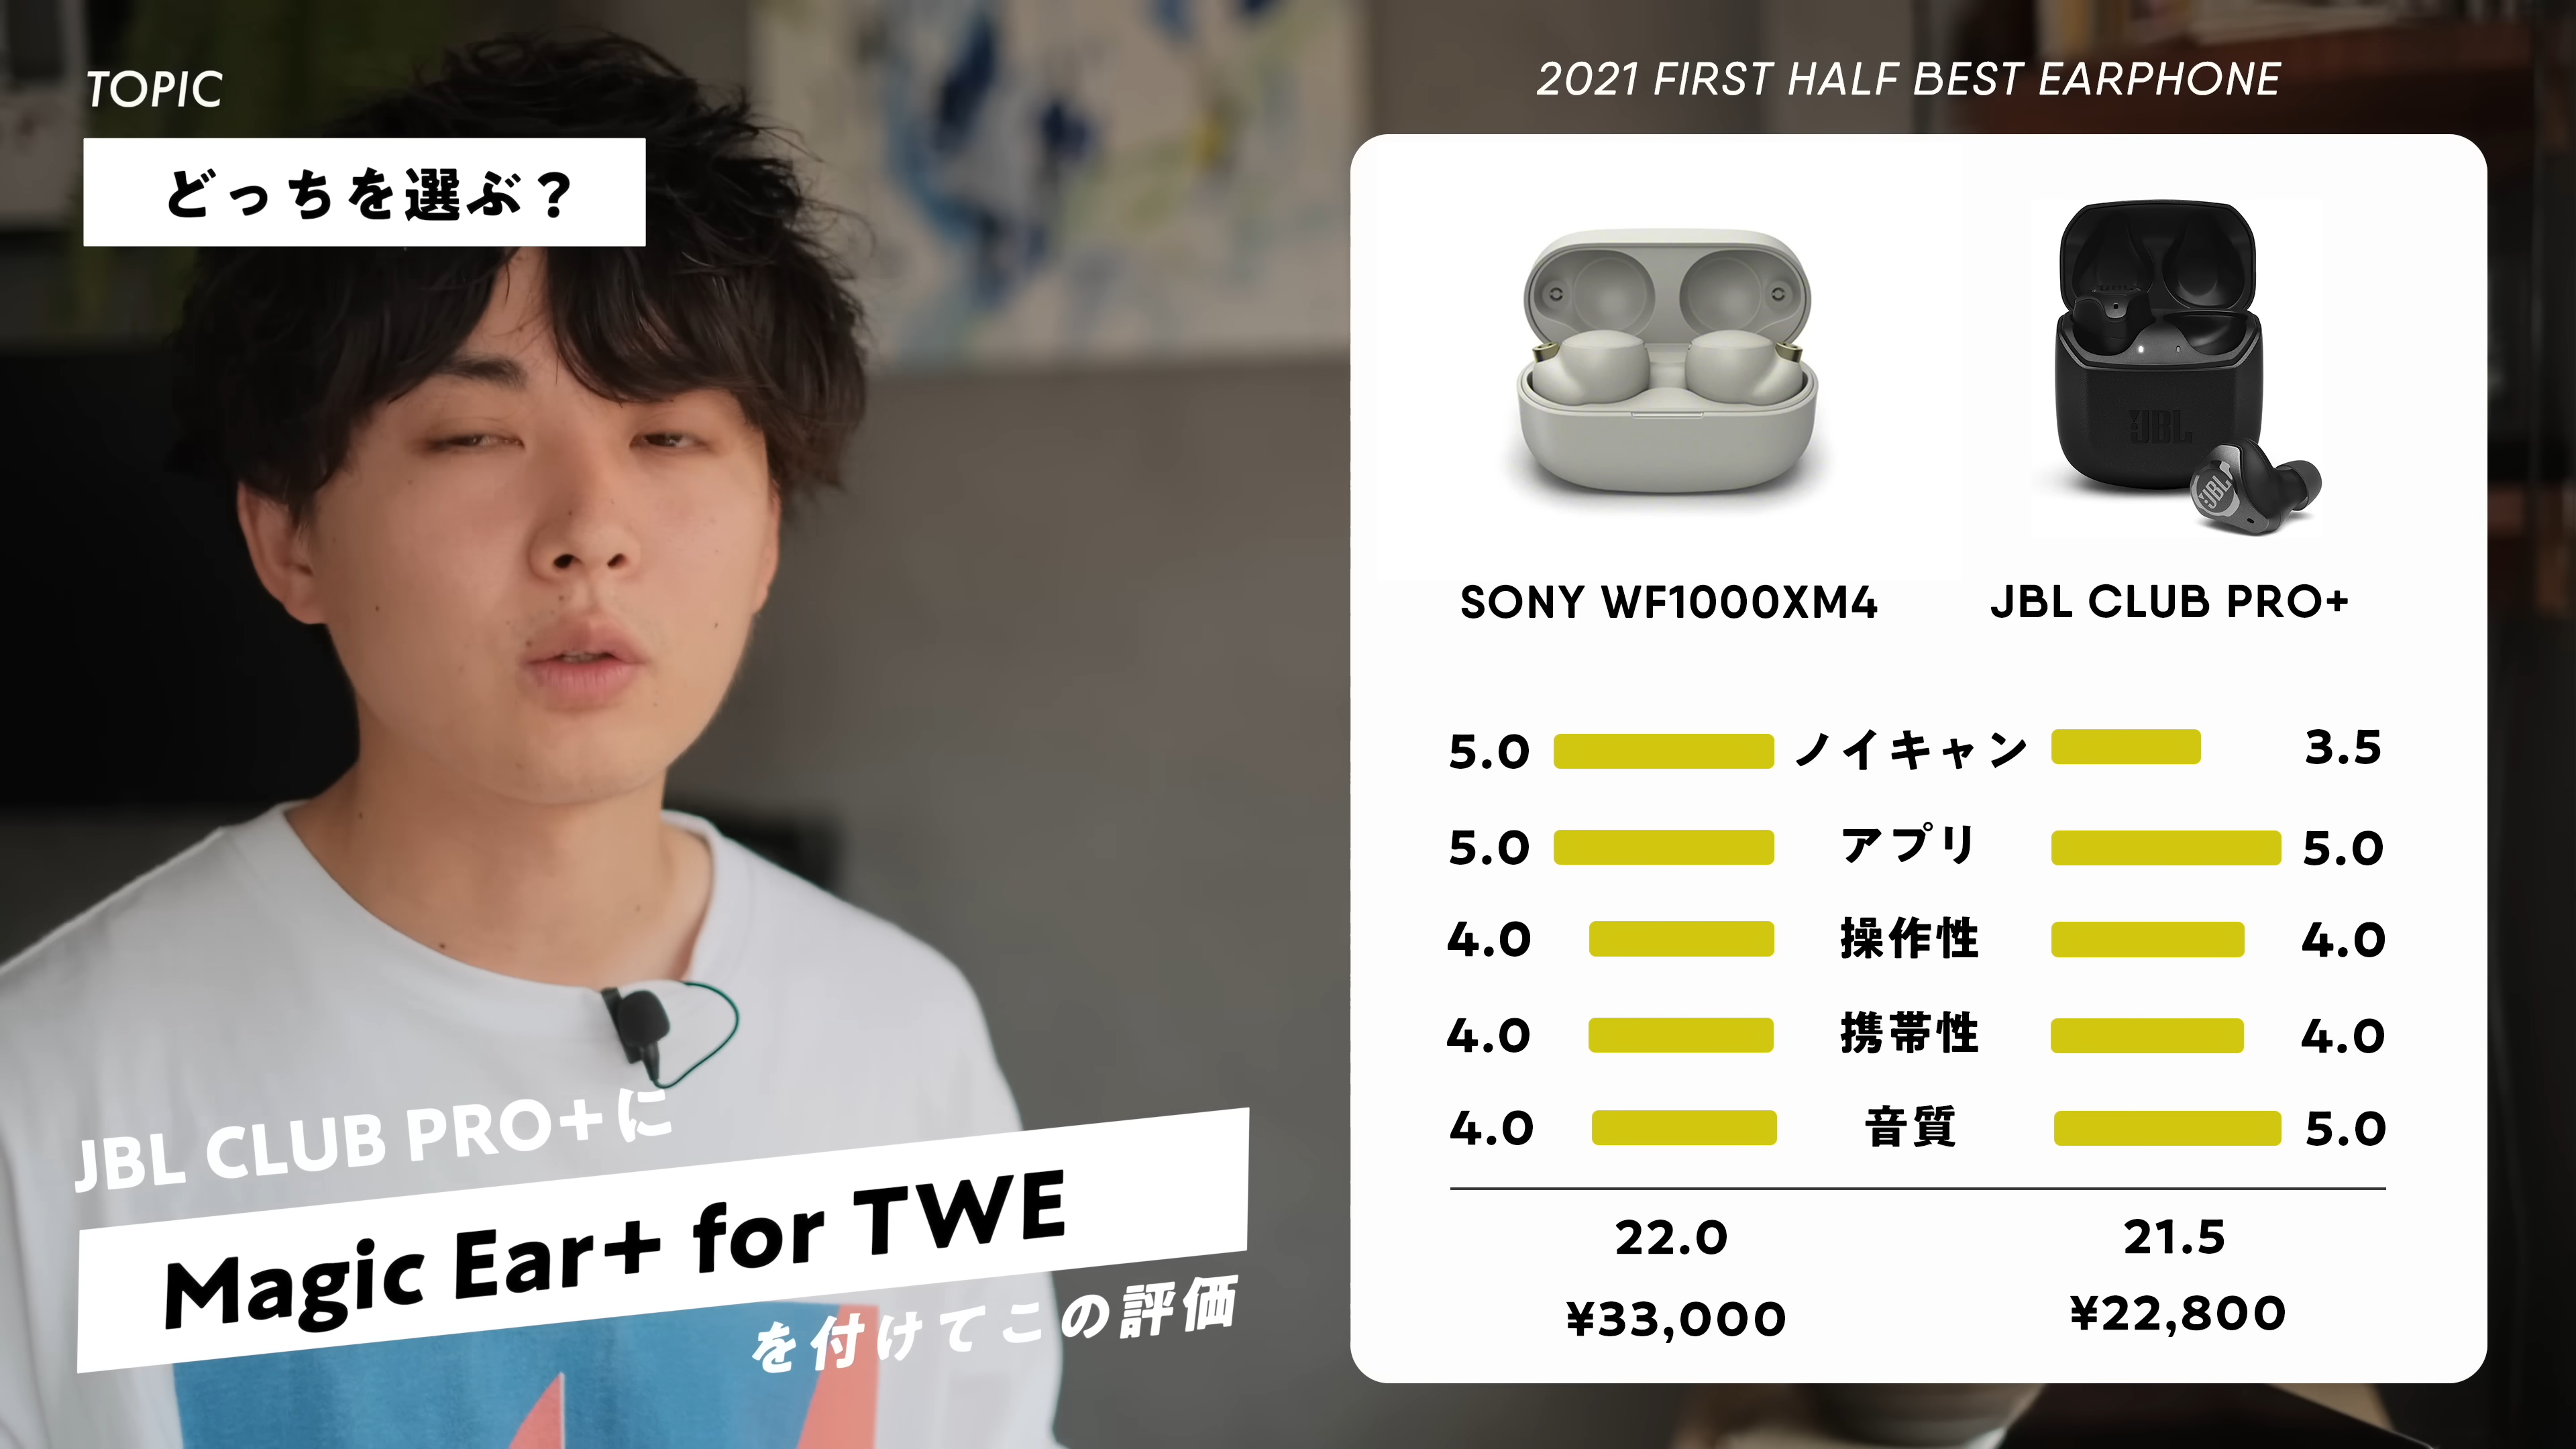 TOPIC
どっちを選ぶ？
2021 FIRST HALF BEST EARPHONE
JBL
JBL
SONY WF1000XM4
JBL CLUB PRO+
5.0 ノイキャン 3.5
5.0 アプリ 5.0
4.0 操作性 4.0
4.0 携帯性 4.0
4.0 音質 5.0
22.0 21.5
¥33,000 ¥22,800
JBL CLUB PRO+に
Magic Ear+ for TWE
を付けてこの評価